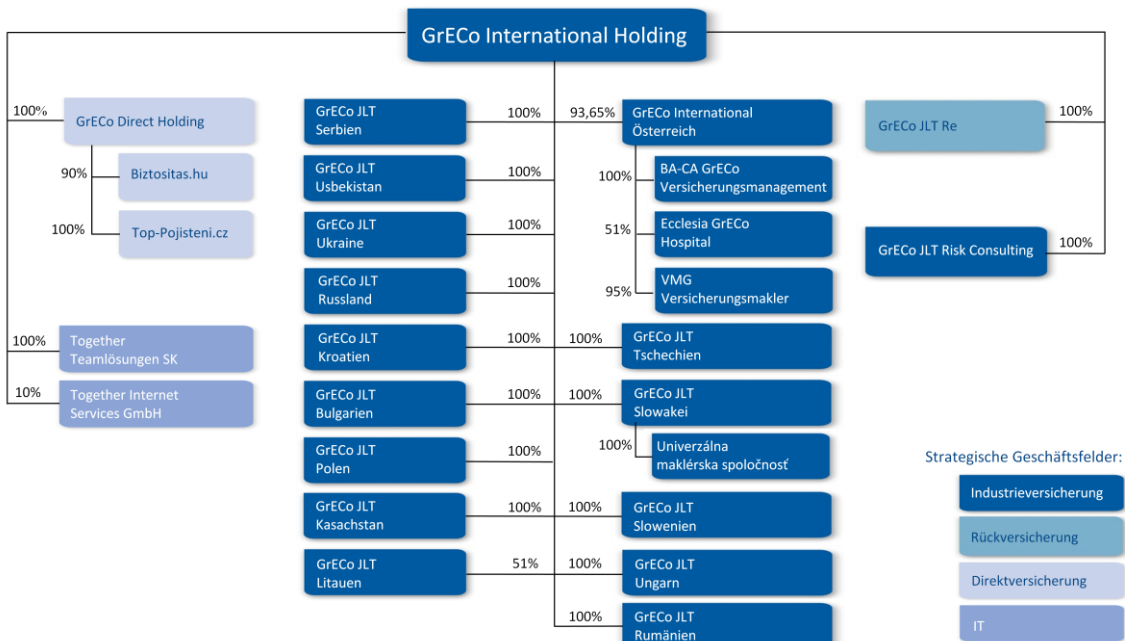 GrECo International Holding
100%
GrECo Direct Holding
90%
Biztositas.hu
100%
Top-Pojisteni.cz
100%
Together
Teamlösungen SK
10%
Together Internet
Services GmbH
GrECo JLT
Serbien
100%
GrECo JLT
Usbekistan
100%
GrECo JLT
Ukraine
100%
GrECo JLT
Russland
100%
GrECo JLT
Kroatien
100%
GrECo JLT
Bulgarien
100%
GrECo JLT
Polen
100%
GrECo JLT
Kasachstan
100%
GrECo JLT
Litauen
51%
93,65%
GrECo International
Österreich
100%
BA-CA GrECo
Versicherungsmanagement
51%
Ecclesia GrECo
Hospital
95%
VMG
Versicherungsmakler
100%
GrECo JLT
Tschechien
100%
GrECo JLT
Slowakei
100%
Univerzálna
maklérska spoločnosť
100%
GrECo JLT
Slowenien
100%
GrECo JLT
Ungarn
100%
GrECo JLT
Rumänien
GrECo JLT Re
100%
GrECo JLT Risk Consulting
100%
Strategische Geschäftsfelder:
Industrieversicherung
Rückversicherung
Direktversicherung
IT